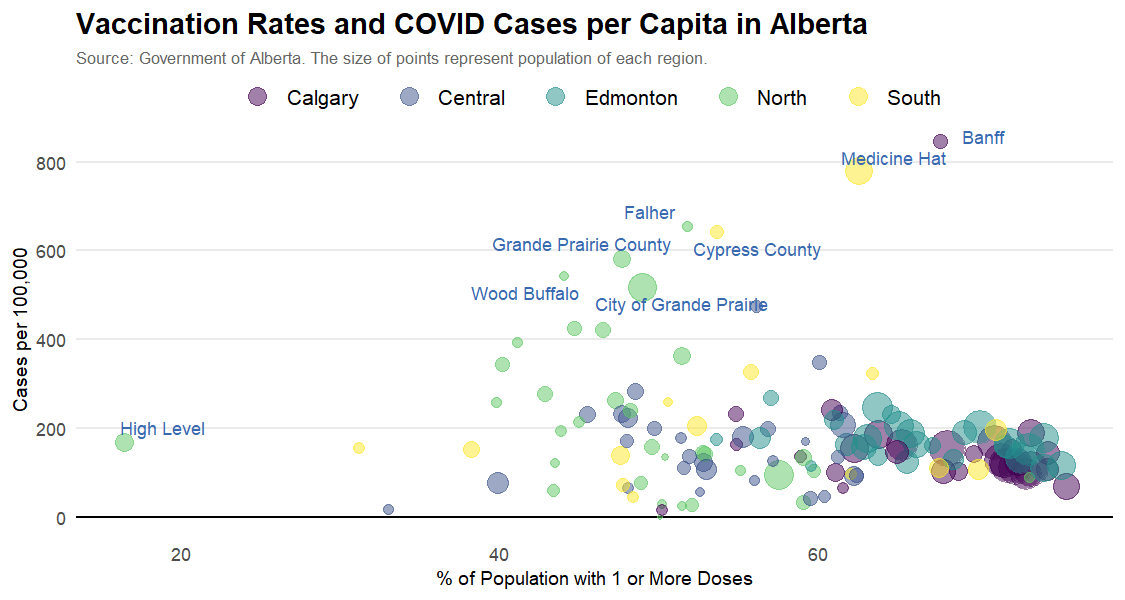 Vaccination Rates and COVID Cases per Capita in Alberta
Source: Government of Alberta. The size of points represent population of each region.
Calgary Central Edmonton North South
Banff
Medicine Hat
800
Falher
Grande Prairie County
Cypress County
600
Wood Buffalo
City of Grande Prairie
400
High Level
200
0
20 40 60
% of Population with 1 or More Doses
Cases per 100,000